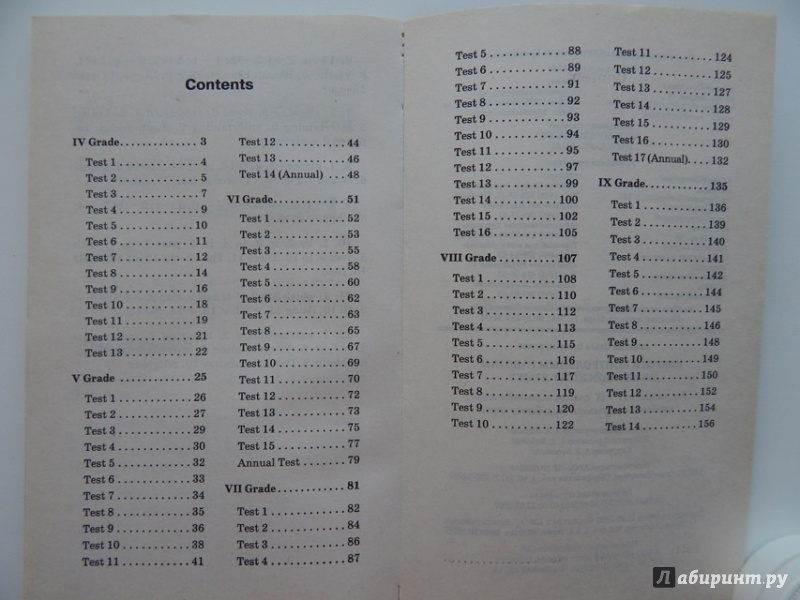 Contents
IV Grade.............. 3
Test 1 .............. 4
Test 2 .............. 5
Test 3 .............. 7
Test 4 .............. 9
Test 5 .............. 10
Test 6 .............. 11
Test 7 .............. 12
Test 8 .............. 14
Test 9 .............. 16
Test 10 ............. 18
Test 11 ............. 19
Test 12 ............. 21
Test 13 ............. 22
V Grade ............. 25
Test 1 .............. 26
Test 2 .............. 27
Test 3 .............. 29
Test 4 .............. 30
Test 5 .............. 32
Test 6 .............. 33
Test 7 .............. 34
Test 8 .............. 35
Test 9 .............. 36
Test 10 ............. 38
Test 11 ............. 41
Test 12 ............. 44
Test 13 ............. 46
Test 14 (Annual) .... 48
VI Grade............. 51
Test 1 .............. 52
Test 2 .............. 53
Test 3 .............. 55
Test 4 .............. 58
Test 5 .............. 60
Test 6 .............. 62
Test 7 .............. 63
Test 8 .............. 65
Test 9 .............. 67
Test 10 ............. 69
Test 11 ............. 70
Test 12 ............. 72
Test 13 ............. 73
Test 14 ............. 75
Test 15 ............. 77
Annual Test ....... 79
VII Grade............ 81
Test 1 .............. 82
Test 2 .............. 84
Test 3 .............. 86
Test 4 .............. 87
Test 5 .............. 88
Test 6 .............. 89
Test 7 .............. 91
Test 8 .............. 92
Test 9 .............. 93
Test 10 ............. 94
Test 11 ............. 95
Test 12 ............. 97
Test 13 ............. 99
Test 14 ............. 100
Test 15 ............. 102
Test 16 ............. 105
VIII Grade .......... 107
Test 1 .............. 108
Test 2 .............. 110
Test 3 .............. 112
Test 4 .............. 113
Test 5 .............. 115
Test 6 .............. 116
Test 7 .............. 117
Test 8 .............. 119
Test 9 .............. 120
Test 10 ............. 122
Test 11 ............. 124
Test 12 ............. 125
Test 13 ............. 127
Test 14 ............. 128
Test 15 ............. 129
Test 16 ............. 130
Test 17 (Annual). ... 132
IX Grade............. 135
Test 1 .............. 136
Test 2 .............. 139
Test 3 .............. 140
Test 4 .............. 141
Test 5 .............. 142
Test 6 .............. 144
Test 7 .............. 145
Test 8 .............. 146
Test 9 .............. 148
Test 10 ............. 149
Test 11 ............. 150
Test 12 ............. 152
Test 13 ............. 154
Test 14 ............. 156
Лабиринт.ру